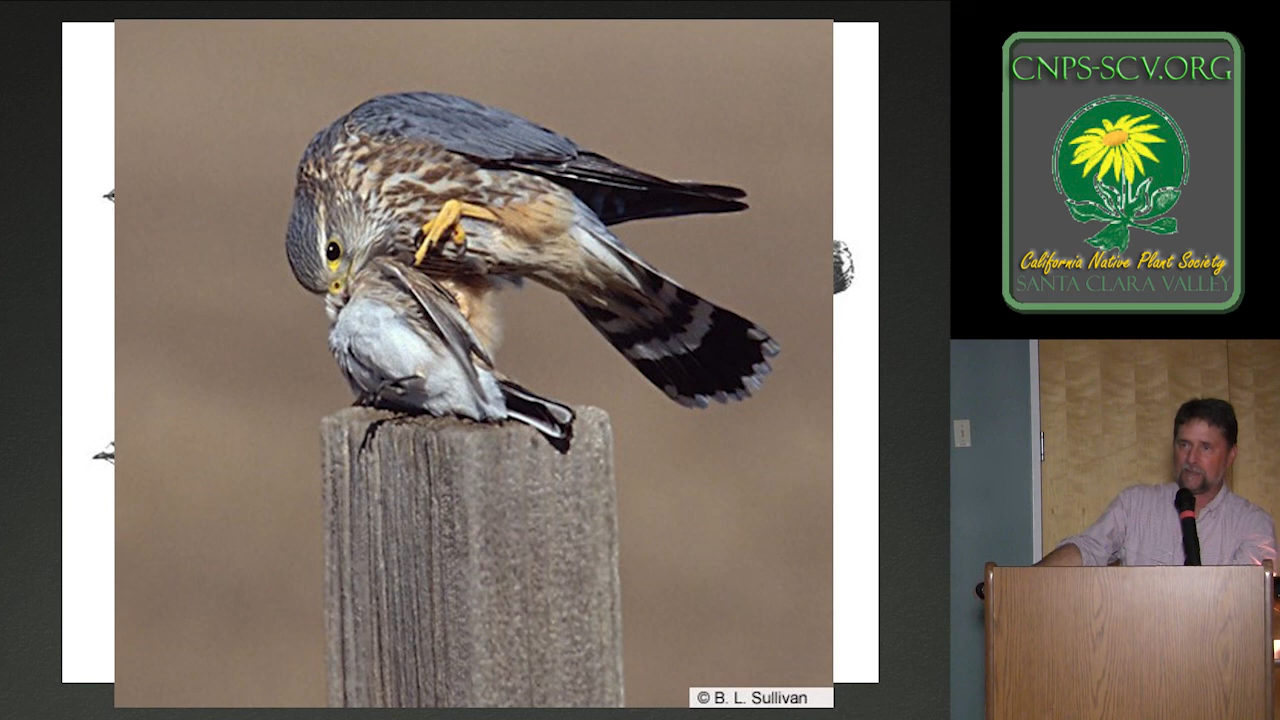 CNPS-SCV.ORG
California Native Plant Society
SANTA CLARA VALLEY
© B. L. Sullivan